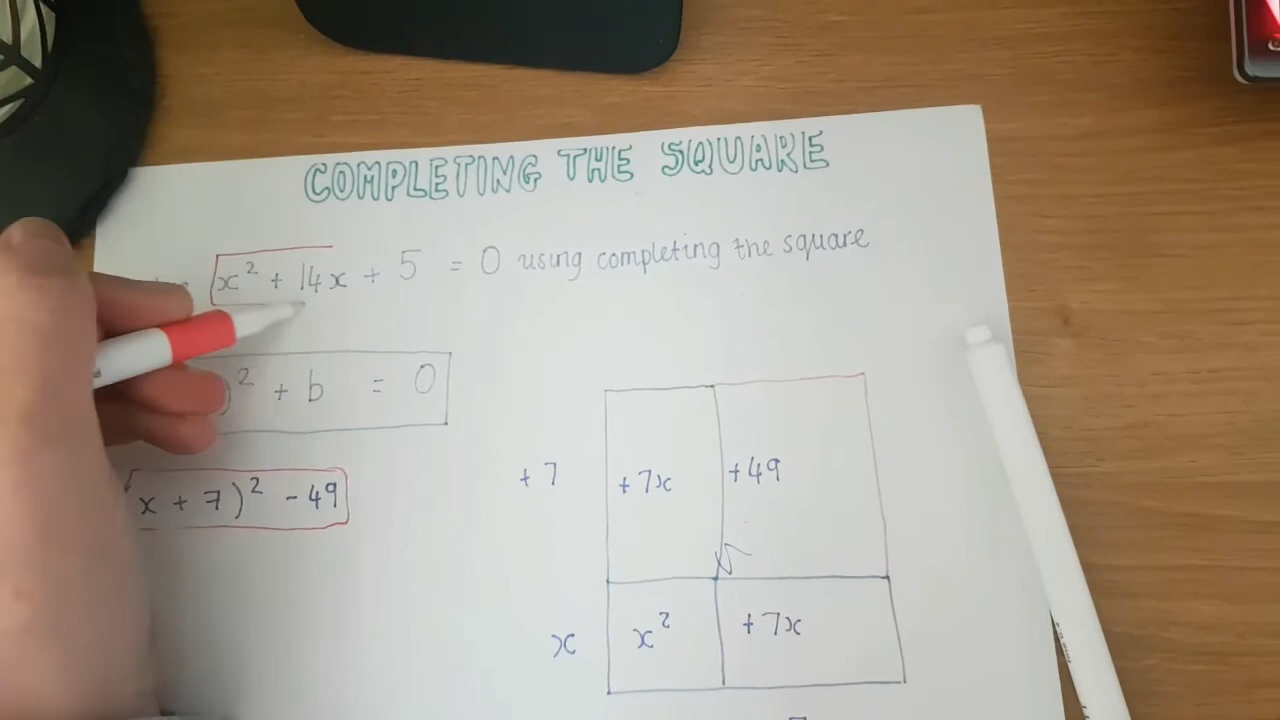 COMPLETING THE SQUARE
x² + 14x + 5 = 0 using completing the square
)² + b = 0
(x + 7)² - 49
+ 7
+7x
+49
x
x²
+7x